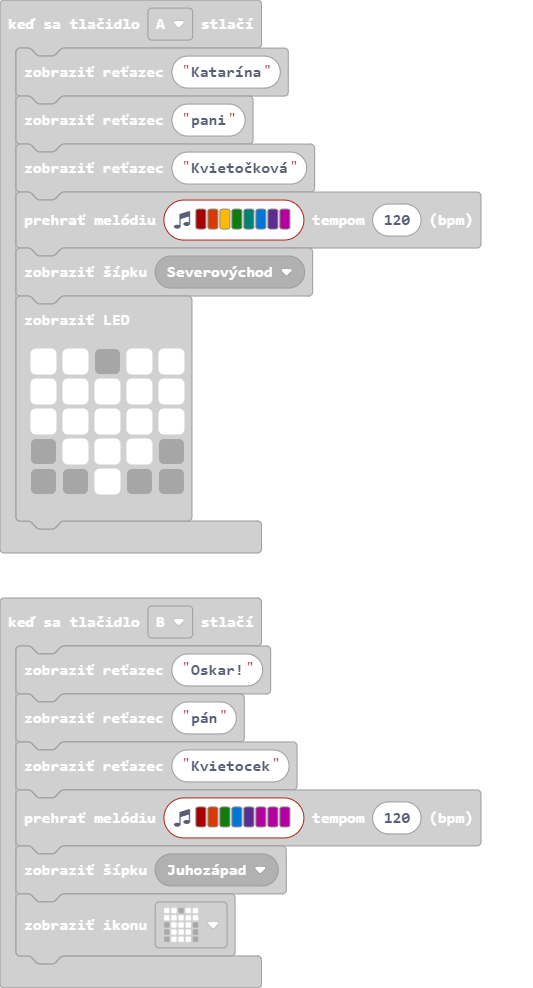 keď sa tlačidlo A stlačí
zobraziť reťazec "Katarína"
zobraziť reťazec "pani"
zobraziť reťazec "Kvietočková"
prehrať melódiu tempom 120 (bpm)
zobraziť šípku Severovýchod
zobraziť LED
keď sa tlačidlo B stlačí
zobraziť reťazec "Oskar!"
zobraziť reťazec "pán"
zobraziť reťazec "Kvietocek"
prehrať melódiu tempom 120 (bpm)
zobraziť šípku Juhozápad
zobraziť ikonu